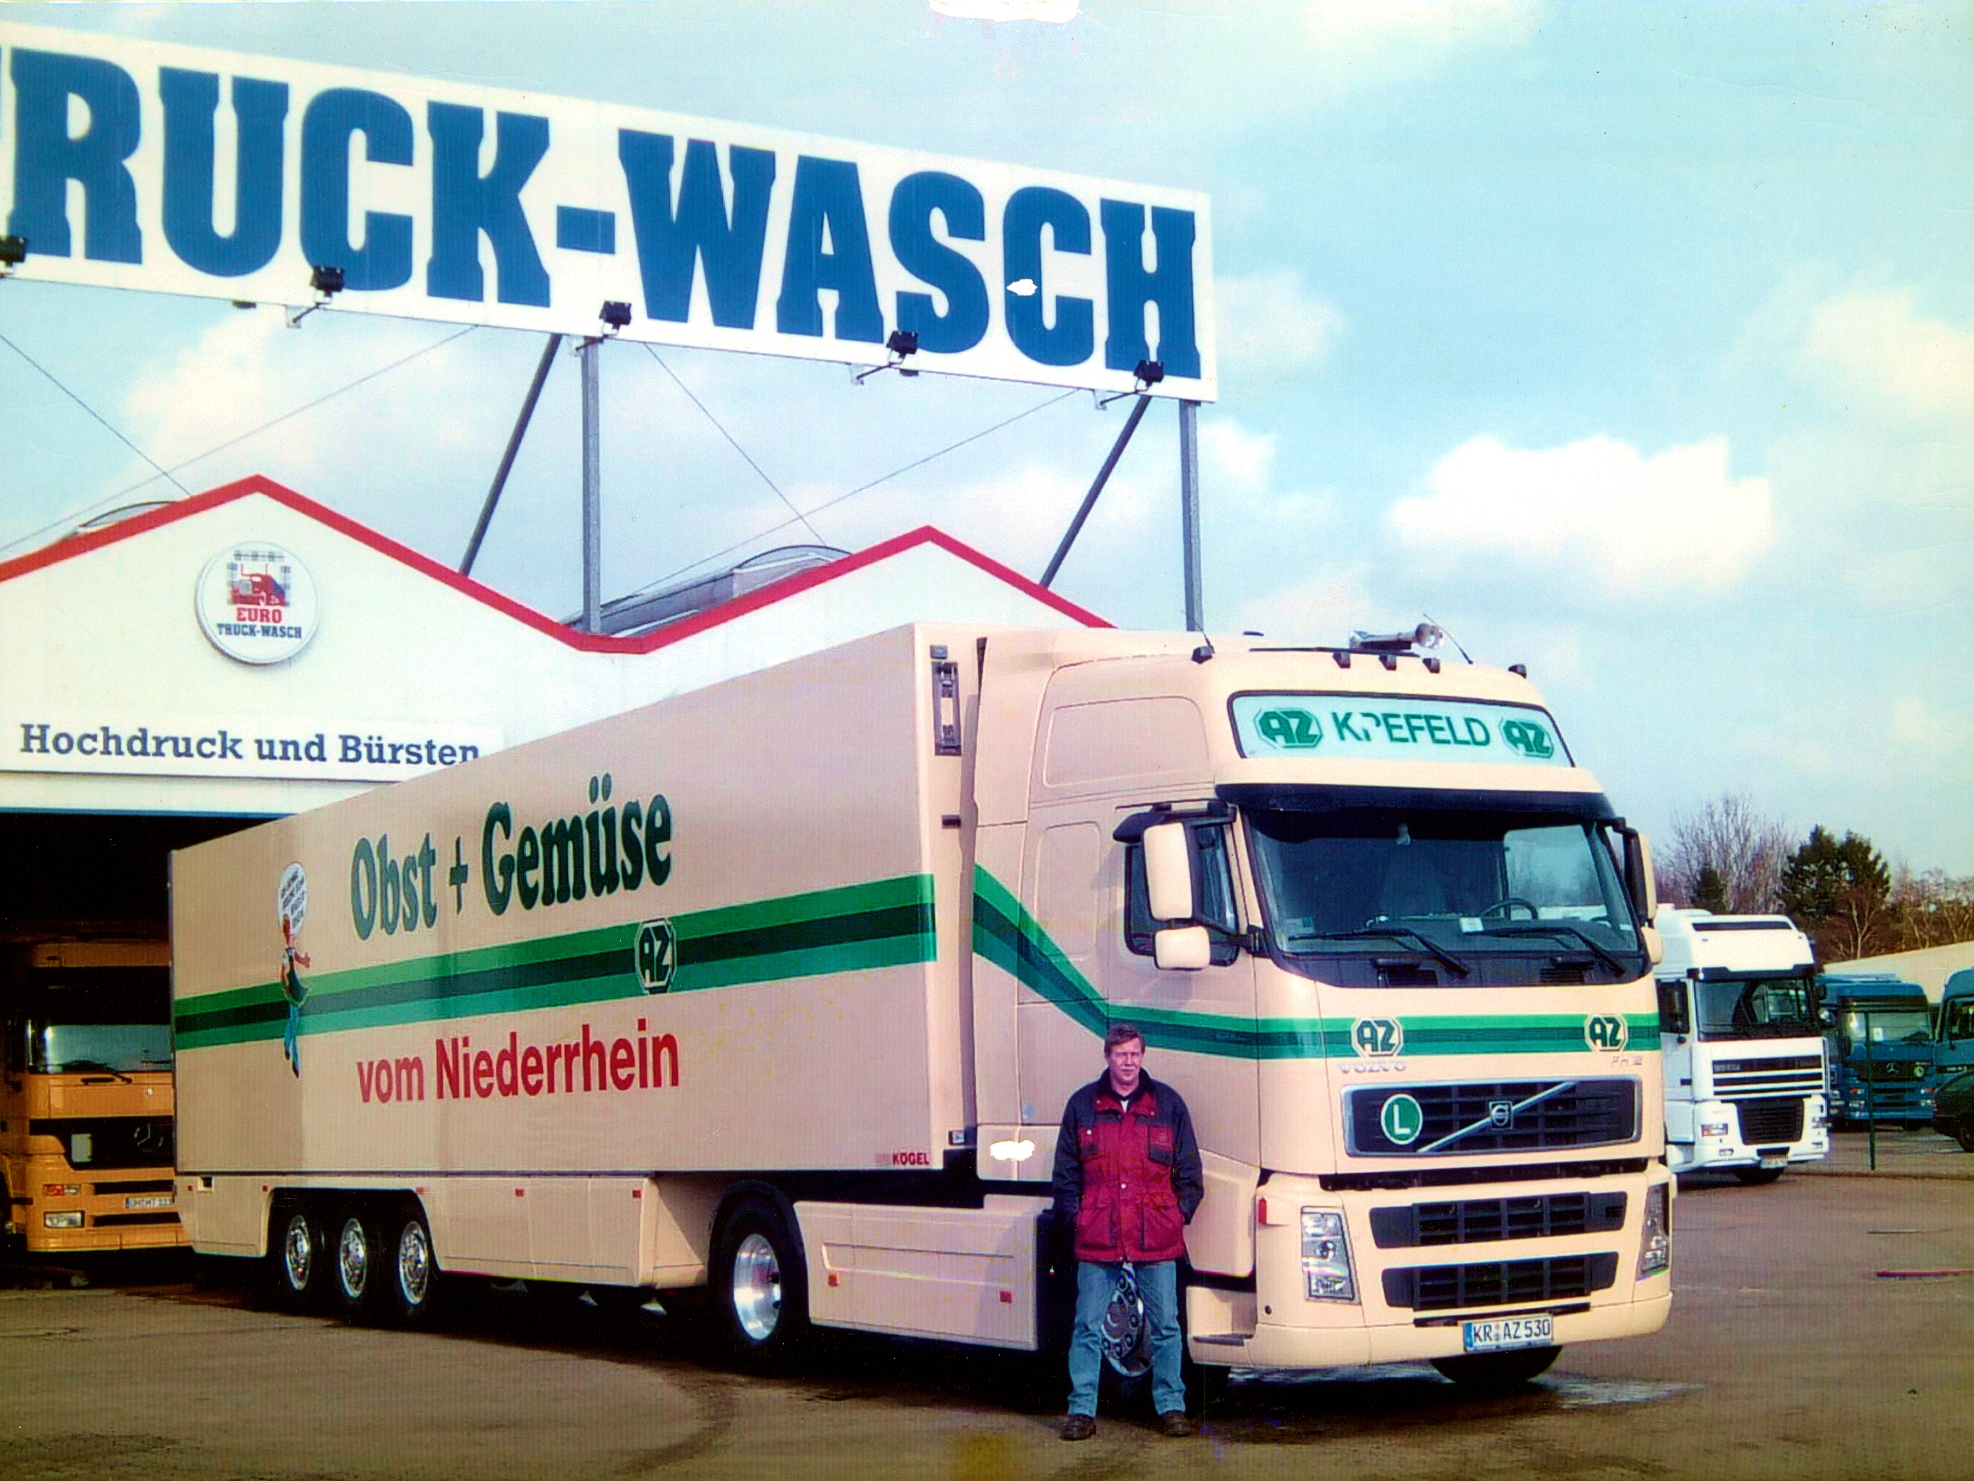 TRUCK-WASCH
EURO
TRUCK-WASCH
Hochdruck und Bürsten
AZ KREFELD AZ
Obst + Gemüse
AZ
vom Niederrhein
KÖGEL
AZ
AZ
VOLVO
L
KR AZ 530